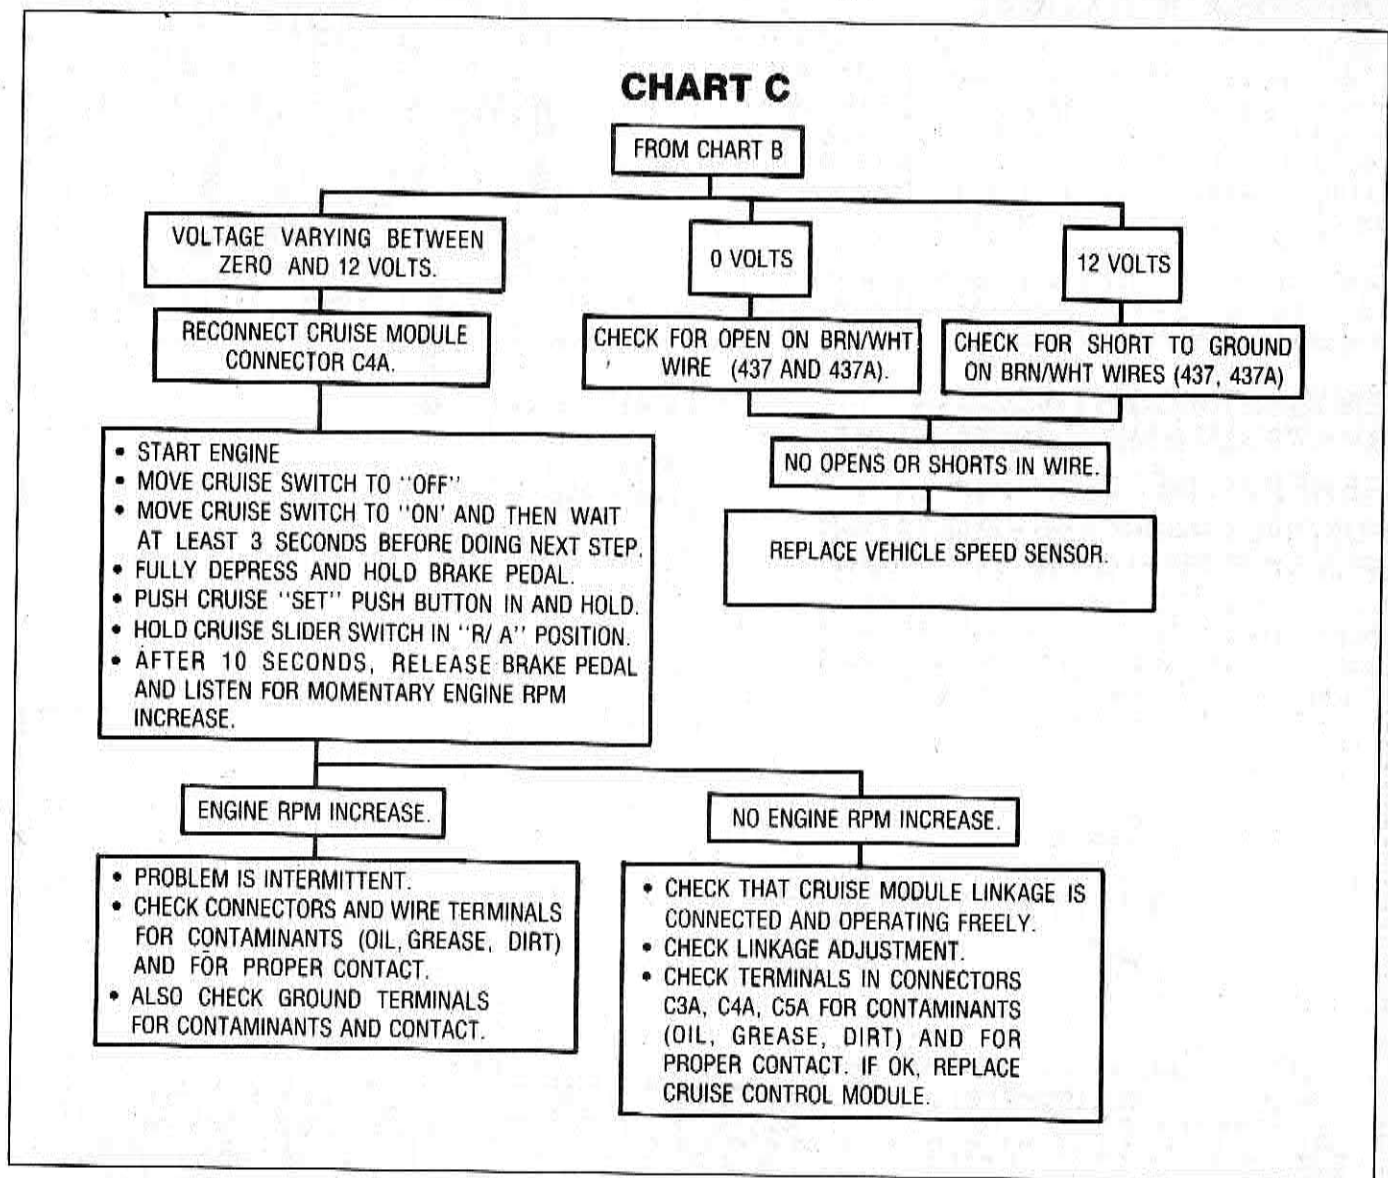 CHART C
FROM CHART B
VOLTAGE VARYING BETWEEN
ZERO AND 12 VOLTS.
0 VOLTS
12 VOLTS
RECONNECT CRUISE MODULE
CONNECTOR C4A.
CHECK FOR OPEN ON BRN/WHT
WIRE (437 AND 437A).
CHECK FOR SHORT TO GROUND
ON BRN/WHT WIRES (437, 437A)
• START ENGINE
• MOVE CRUISE SWITCH TO "OFF"
• MOVE CRUISE SWITCH TO "ON' AND THEN WAIT
AT LEAST 3 SECONDS BEFORE DOING NEXT STEP.
• FULLY DEPRESS AND HOLD BRAKE PEDAL.
• PUSH CRUISE "SET" PUSH BUTTON IN AND HOLD.
• HOLD CRUISE SLIDER SWITCH IN "R/ A" POSITION.
• AFTER 10 SECONDS, RELEASE BRAKE PEDAL
AND LISTEN FOR MOMENTARY ENGINE RPM
INCREASE.
NO OPENS OR SHORTS IN WIRE.
REPLACE VEHICLE SPEED SENSOR.
ENGINE RPM INCREASE.
NO ENGINE RPM INCREASE.
• PROBLEM IS INTERMITTENT.
• CHECK CONNECTORS AND WIRE TERMINALS
FOR CONTAMINANTS (OIL, GREASE, DIRT)
AND FOR PROPER CONTACT.
• ALSO CHECK GROUND TERMINALS
FOR CONTAMINANTS AND CONTACT.
• CHECK THAT CRUISE MODULE LINKAGE IS
CONNECTED AND OPERATING FREELY.
• CHECK LINKAGE ADJUSTMENT.
• CHECK TERMINALS IN CONNECTORS
C3A, C4A, C5A FOR CONTAMINANTS
(OIL, GREASE, DIRT) AND FOR
PROPER CONTACT. IF OK, REPLACE
CRUISE CONTROL MODULE.